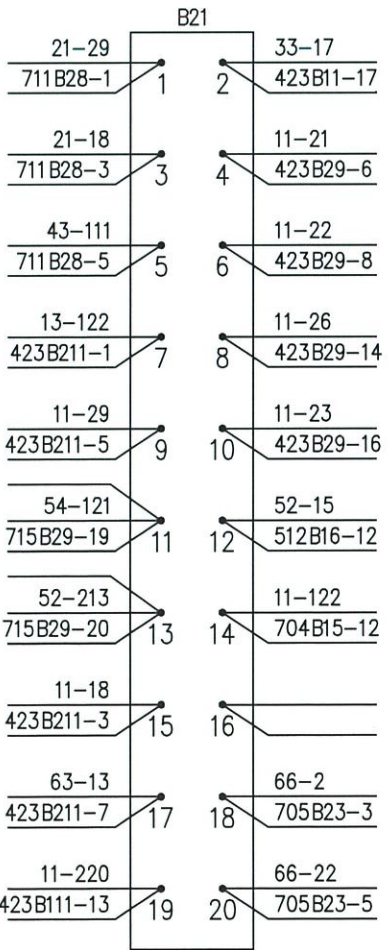 B21
21-29 33-17
711B28-1 1 2 423B11-17
21-18 11-21
711B28-3 3 4 423B29-6
43-111 11-22
711B28-5 5 6 423B29-8
13-122 11-26
423B211-1 7 8 423B29-14
11-29 11-23
423B211-5 9 10 423B29-16
54-121 52-15
715B29-19 11 12 512B16-12
52-213 11-122
715B29-20 13 14 704B15-12
11-18
423B211-3 15 16
63-13 66-2
423B211-7 17 18 705B23-3
11-220 66-22
423B111-13 19 20 705B23-5